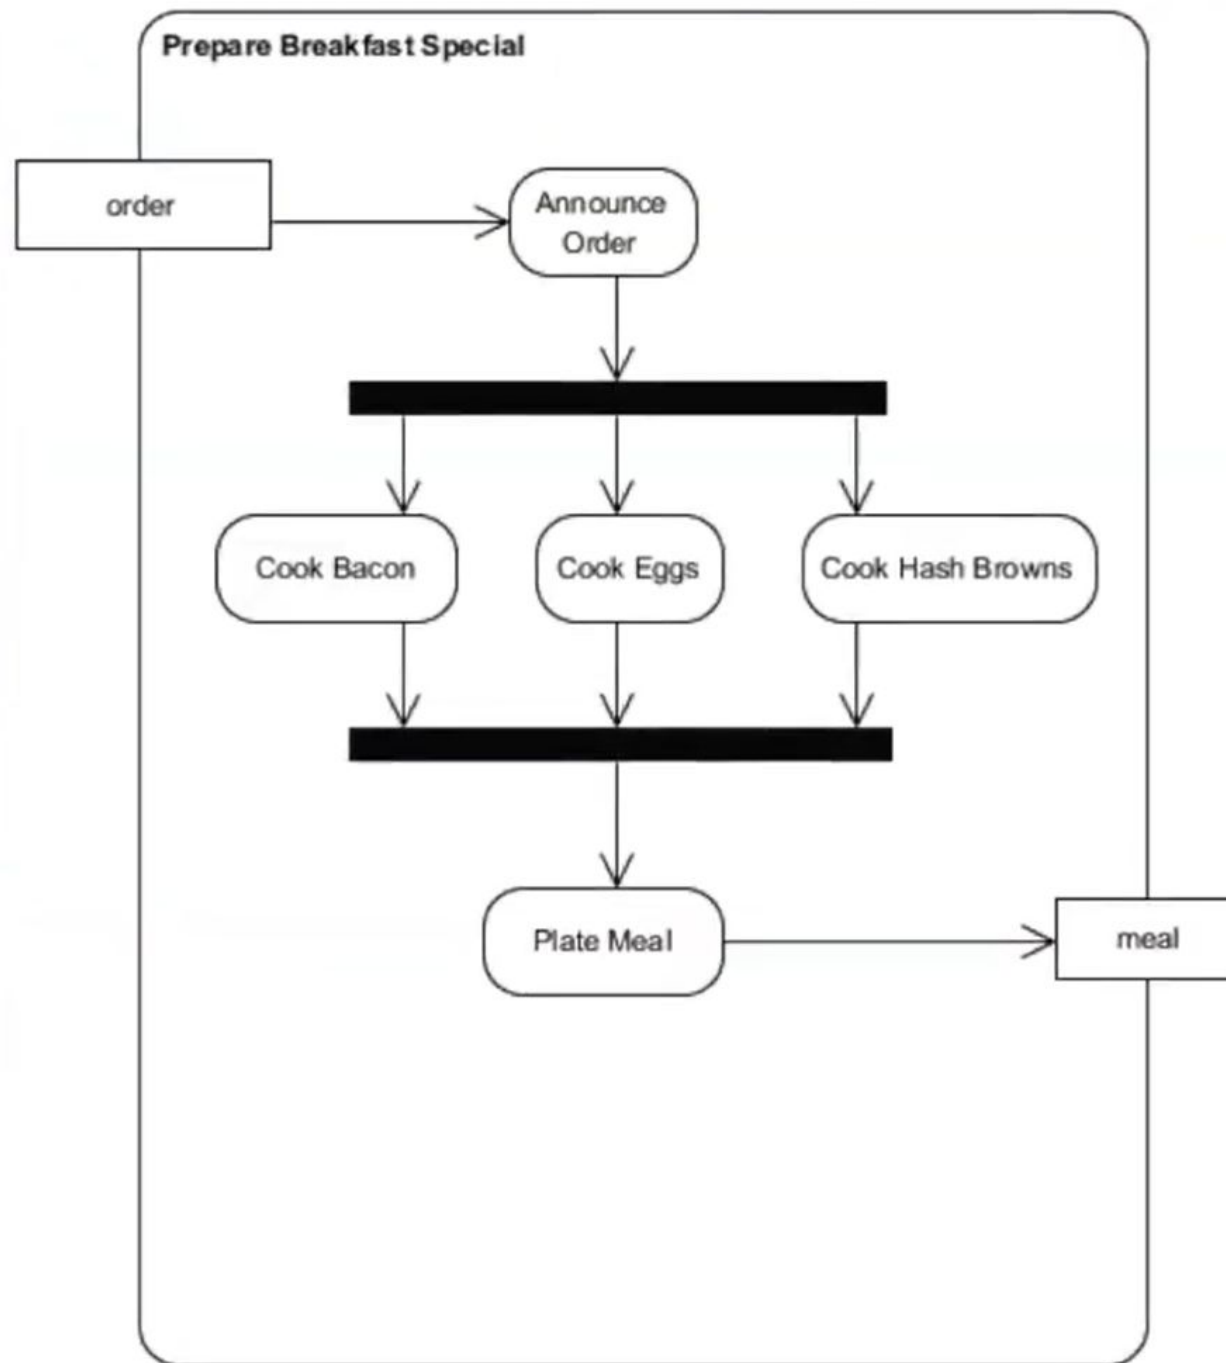 Prepare Breakfast Special
order
Announce
Order
Cook Bacon
Cook Eggs
Cook Hash Browns
Plate Meal
meal